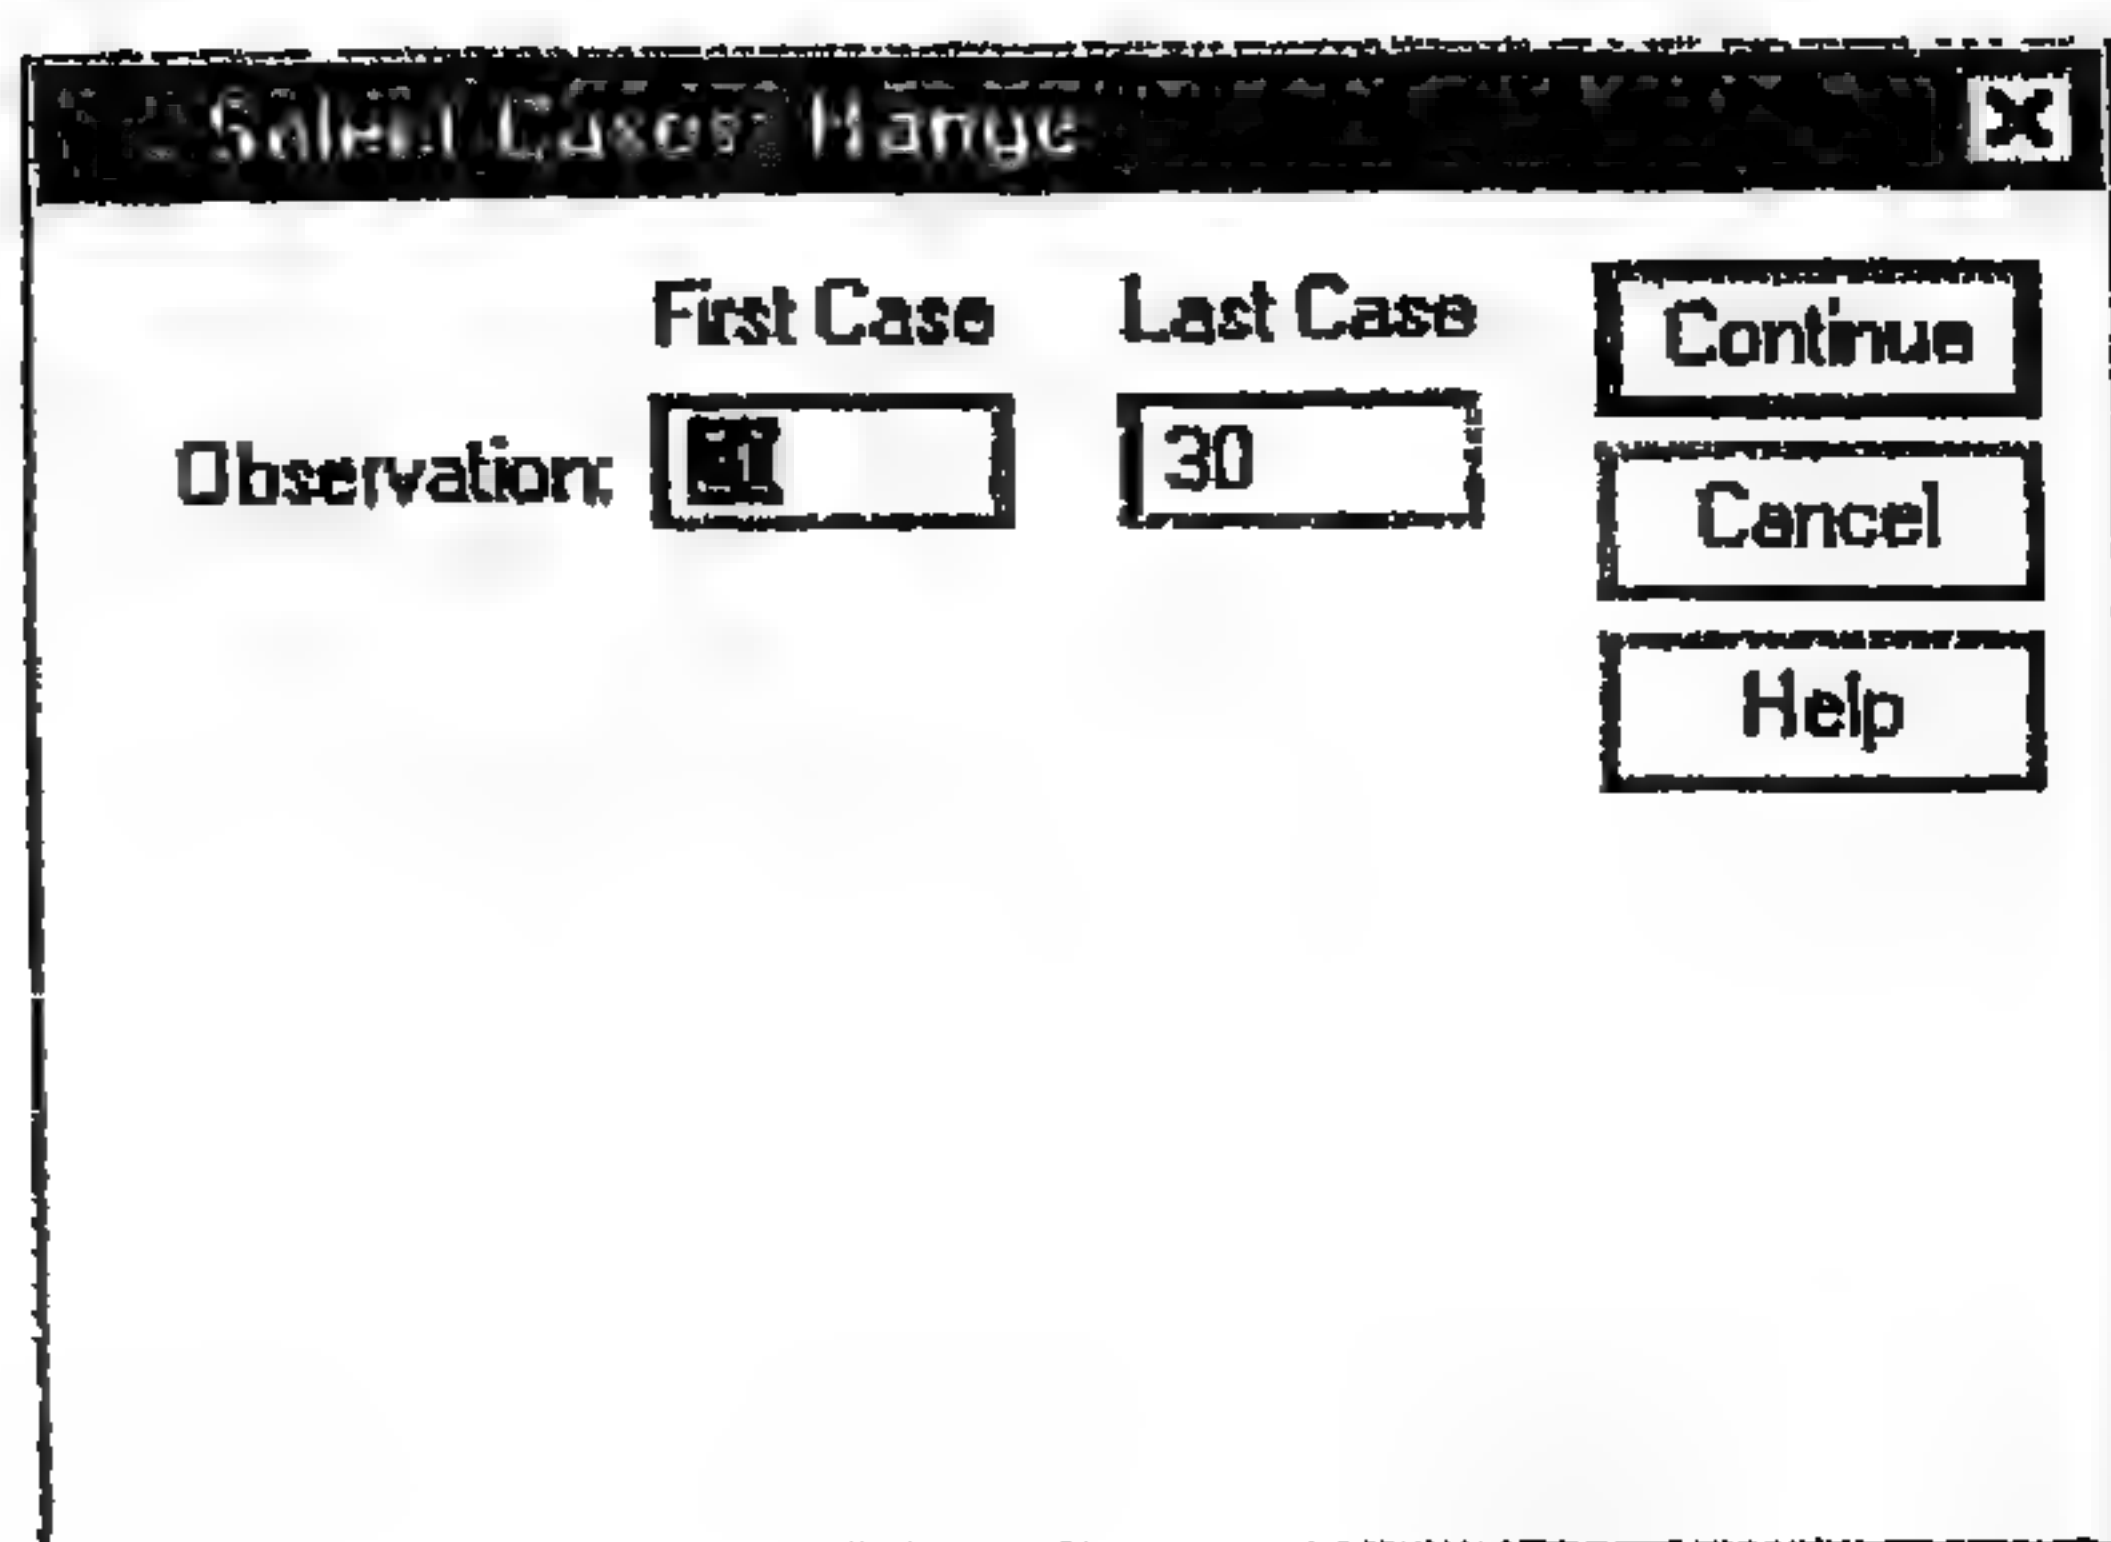 Select Cases: Range
First Case Last Case Continue
Observation: 30
Cancel
Help